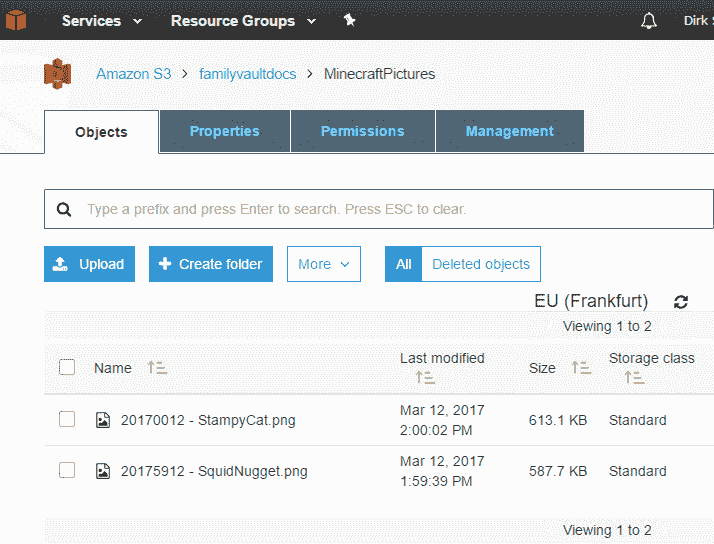 Services Resource Groups Dirk S
Amazon S3 > familyvaultdocs > MinecraftPictures
Objects Properties Permissions Management
Type a prefix and press Enter to search. Press ESC to clear.
Upload + Create folder More All Deleted objects
EU (Frankfurt)
Viewing 1 to 2
Name Last modified Size Storage class
20170012 - StampyCat.png Mar 12, 2017 2:00:02 PM 613.1 KB Standard
20175912 - SquidNugget.png Mar 12, 2017 1:59:39 PM 587.7 KB Standard
Viewing 1 to 2